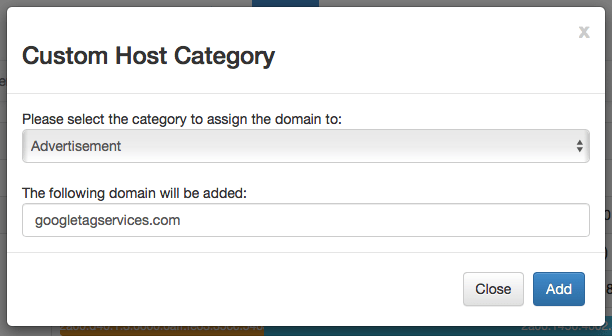 x
Custom Host Category
Please select the category to assign the domain to:
Advertisement
The following domain will be added:
googletagservices.com
Close Add